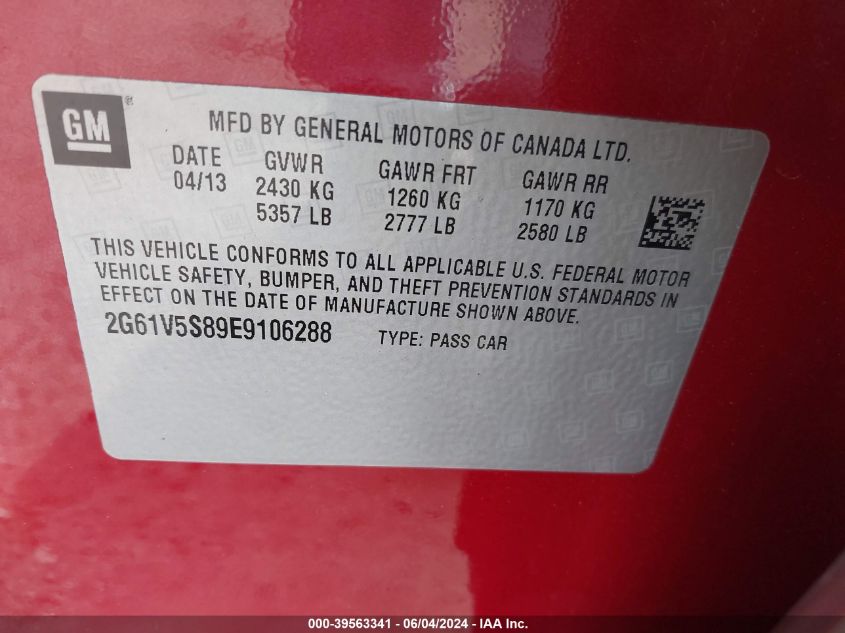 GM®
MFD BY GENERAL MOTORS OF CANADA LTD.
DATE GVWR GAWR FRT GAWR RR
04/13 2430 KG 1260 KG 1170 KG
5357 LB 2777 LB 2580 LB
THIS VEHICLE CONFORMS TO ALL APPLICABLE U.S. FEDERAL MOTOR
VEHICLE SAFETY, BUMPER, AND THEFT PREVENTION STANDARDS IN
EFFECT ON THE DATE OF MANUFACTURE SHOWN ABOVE.
2G61V5S89E9106288 TYPE: PASS CAR
000-39563341 - 06/04/2024 - IAA Inc.